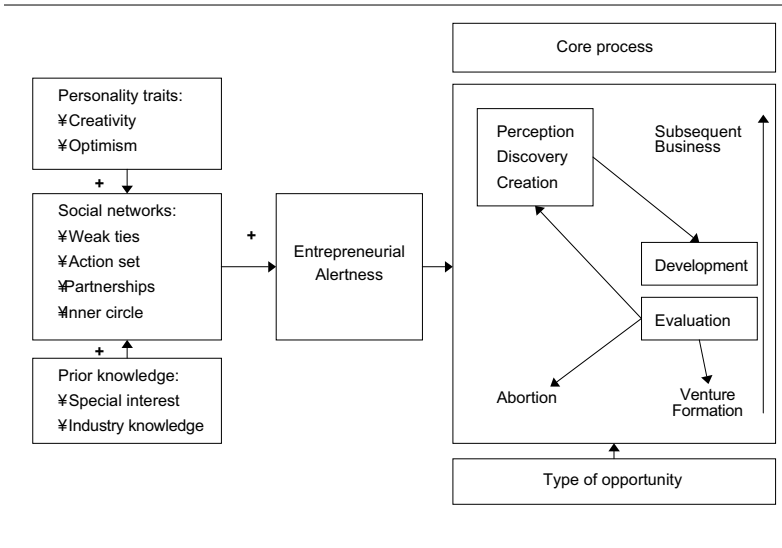 Core process
Personality traits:
¥Creativity
¥Optimism
+
Social networks:
¥Weak ties
¥Action set
¥Partnerships
¥Inner circle
+
Prior knowledge:
¥Special interest
¥Industry knowledge
+
Entrepreneurial
Alertness
Perception
Discovery
Creation
Subsequent
Business
Development
Evaluation
Abortion
Venture
Formation
Type of opportunity